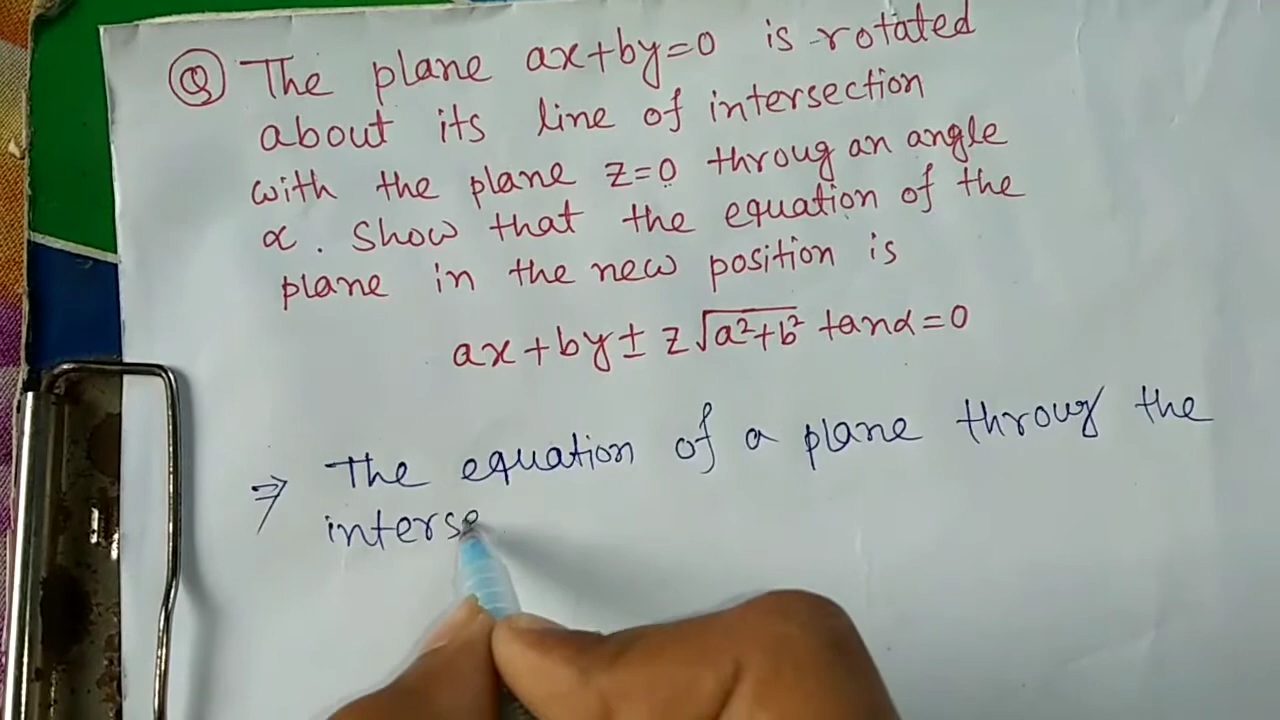 Q The plane ax+by=0 is rotated
about its line of intersection
with the plane z=0 throug an angle
α. Show that the equation of the
plane in the new position is
ax+by±z√a²+b² tanα=0
⇒ The equation of a plane throug the
interse